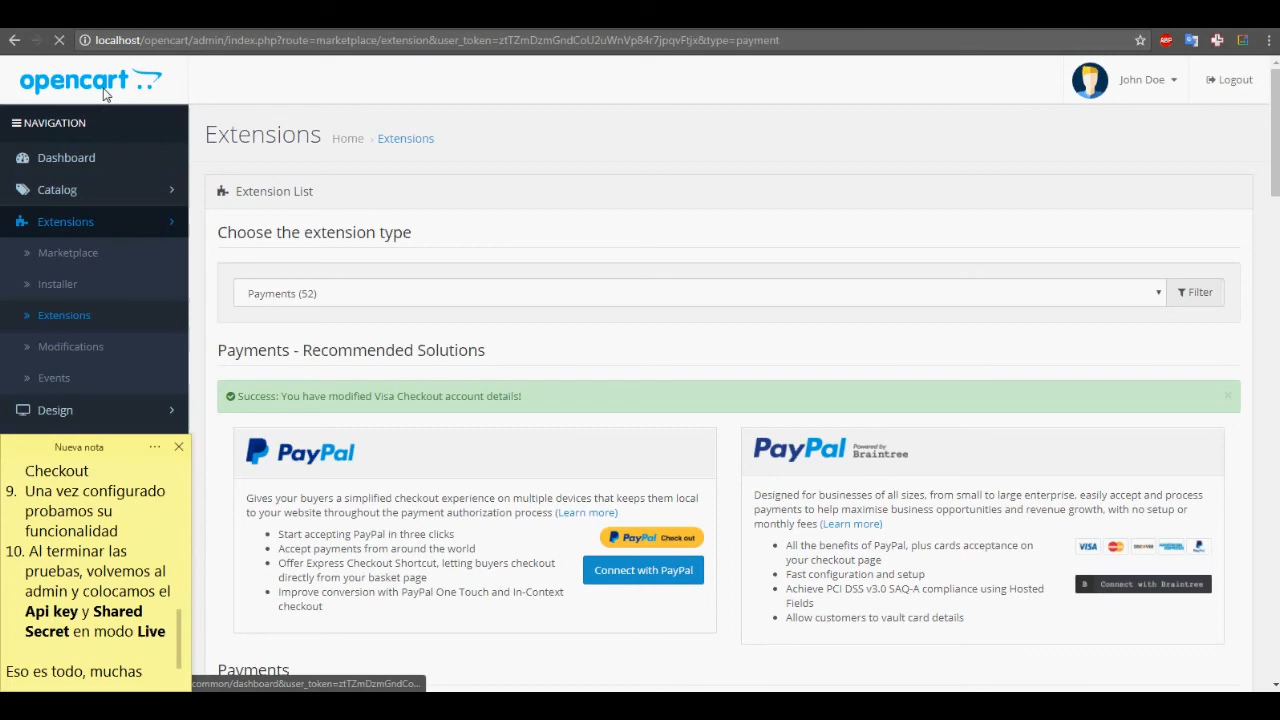 localhost/opencart/admin/index.php?route=marketplace/extension&user_token=ztTZmDzmGndCoU2uWnVp84r7jpqvFtjx&type=payment
ABP
opencart
John Doe
Logout
NAVIGATION
Dashboard
Catalog
Extensions
Marketplace
Installer
Extensions
Modifications
Events
Design
Extensions
Home › Extensions
Extension List
Choose the extension type
Payments (52)
Filter
Payments - Recommended Solutions
Success: You have modified Visa Checkout account details!
×
PayPal
Gives your buyers a simplified checkout experience on multiple devices that keeps them local
to your website throughout the payment authorization process (Learn more)
Start accepting PayPal in three clicks
Accept payments from around the world
Offer Express Checkout Shortcut, letting buyers checkout
directly from your basket page
Improve conversion with PayPal One Touch and In-Context
checkout
PayPal Check out
Connect with PayPal
PayPal Powered by Braintree
Designed for businesses of all sizes, from small to large enterprise, easily accept and process
payments to help maximise business opportunities and revenue growth, with no setup or
monthly fees (Learn more)
All the benefits of PayPal, plus cards acceptance on
your checkout page
Fast configuration and setup
Achieve PCI DSS v3.0 SAQ-A compliance using Hosted
Fields
Allow customers to vault card details
VISA
B Connect with Braintree
Payments
Nueva nota
Checkout
9. Una vez configurado
probamos su
funcionalidad
10. Al terminar las
pruebas, volvemos al
admin y colocamos el
Api key y Shared
Secret en modo Live
Eso es todo, muchas
common/dashboard&user_token=ztTZmDzmGndCo...